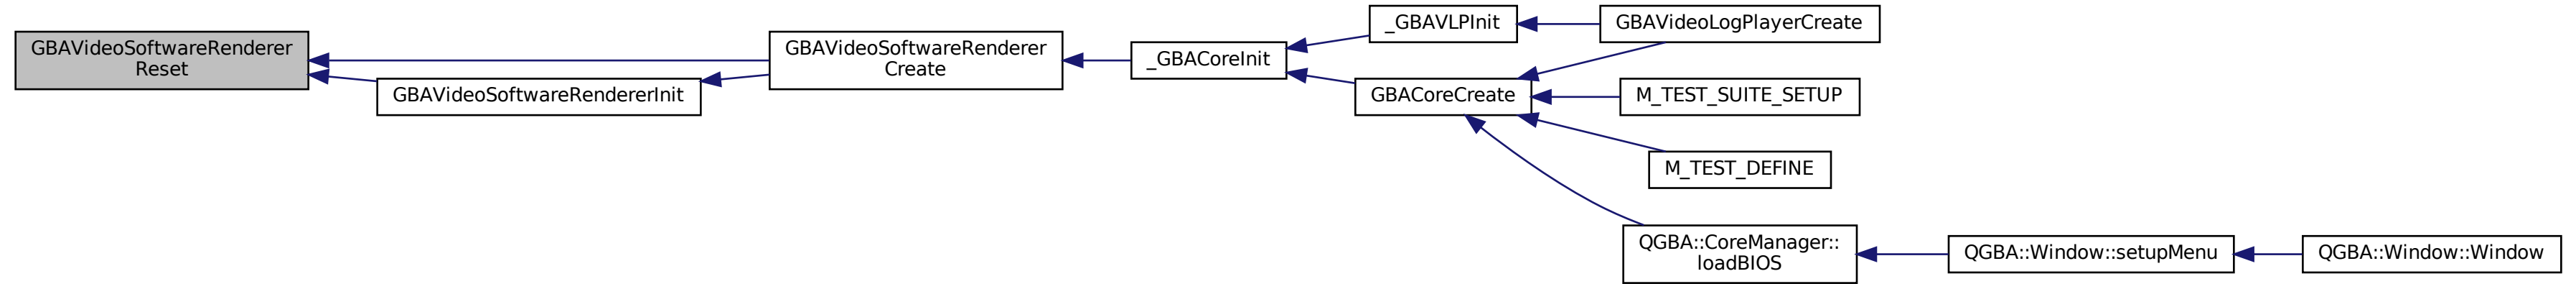 GBAVideoSoftwareRenderer
Reset
GBAVideoSoftwareRendererInit
GBAVideoSoftwareRenderer
Create
_GBACoreInit
_GBAVLPInit
GBACoreCreate
GBAVideoLogPlayerCreate
M_TEST_SUITE_SETUP
M_TEST_DEFINE
QGBA::CoreManager::
loadBIOS
QGBA::Window::setupMenu
QGBA::Window::Window